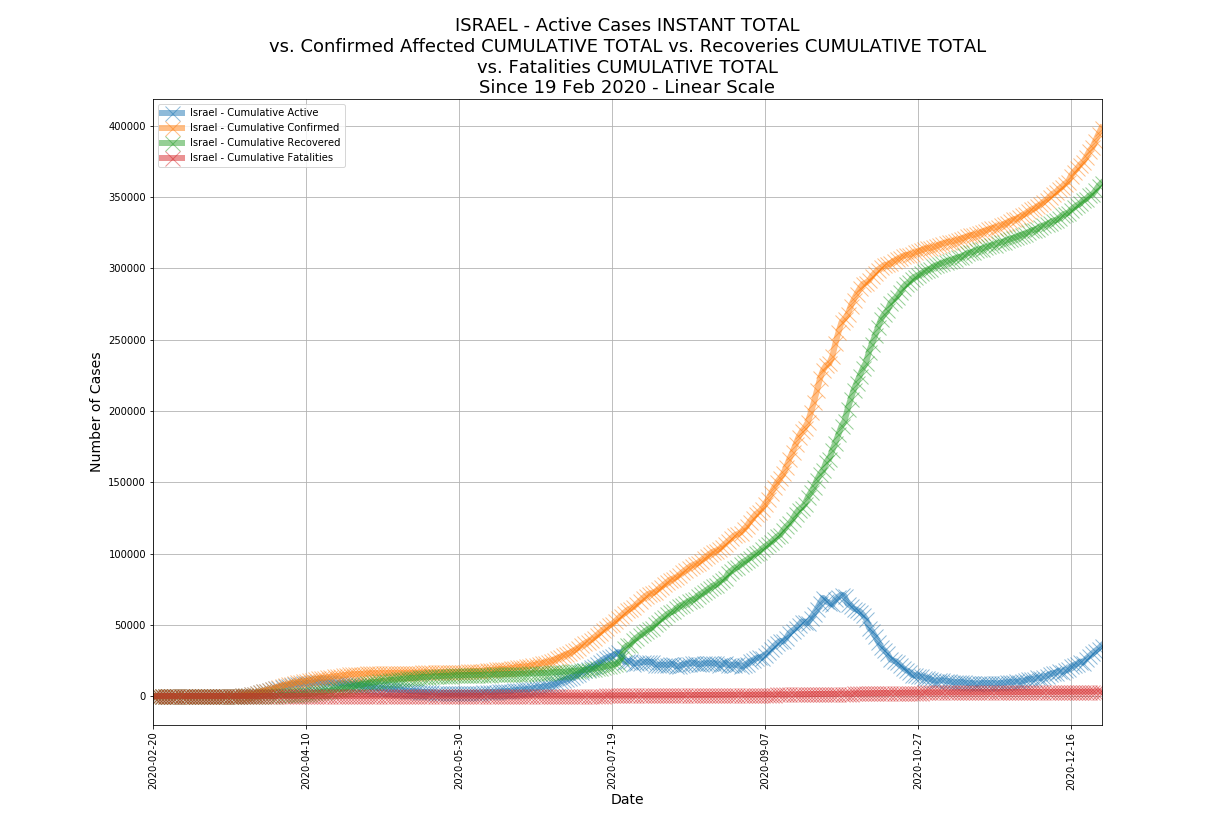 ISRAEL - Active Cases INSTANT TOTAL
vs. Confirmed Affected CUMULATIVE TOTAL vs. Recoveries CUMULATIVE TOTAL
vs. Fatalities CUMULATIVE TOTAL
Since 19 Feb 2020 - Linear Scale
Israel - Cumulative Active
Israel - Cumulative Confirmed
Israel - Cumulative Recovered
Israel - Cumulative Fatalities
400000
350000
300000
250000
200000
150000
100000
50000
0
Number of Cases
2020-02-20
2020-04-10
2020-05-30
2020-07-19
2020-09-07
2020-10-27
2020-12-16
Date